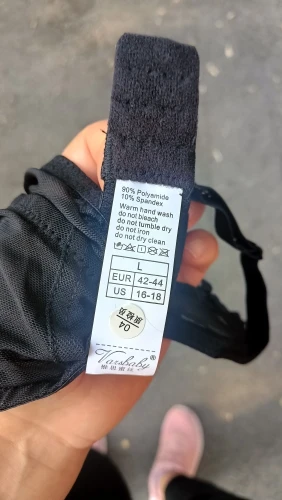 90% Polyamide
10% Spandex
Warm hand wash
do not bleach
do not tumble dry
do not iron
do not dry clean
L
EUR 42-44
US 16-18
04
Varsbaby®